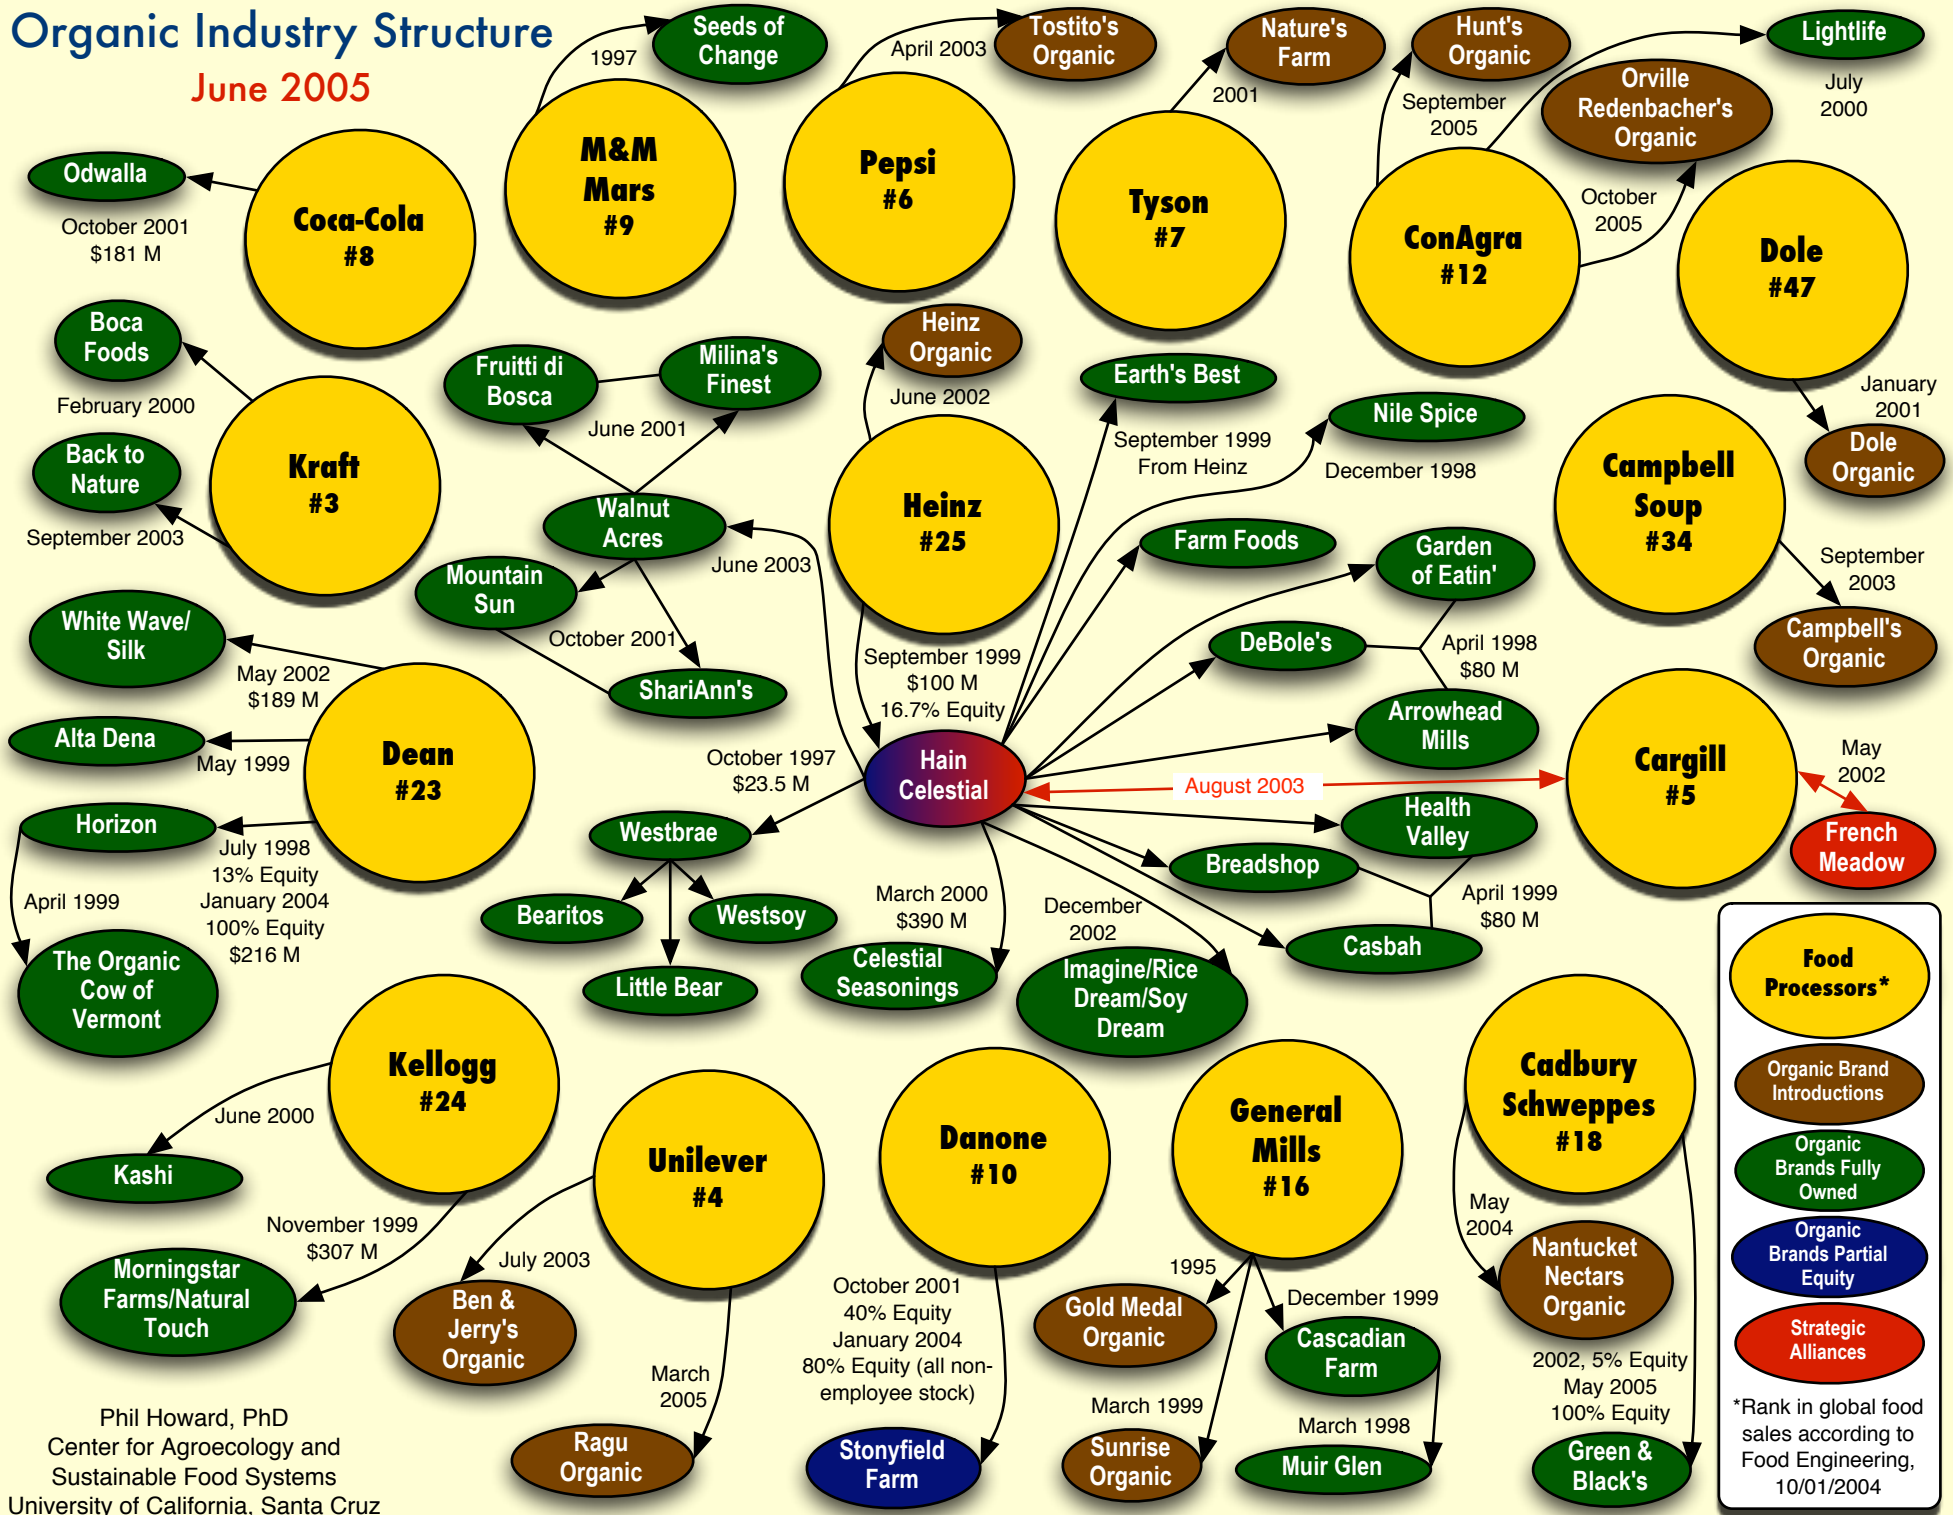 Organic Industry Structure
June 2005
1997
Seeds of
Change
April 2003
Tostito's
Organic
Nature's
Farm
2001
Hunt's
Organic
September
2005
Lightlife
July
2000
Orville
Redenbacher's
Organic
October
2005
Odwalla
October 2001
$181 M
Coca-Cola
#8
M&M
Mars
#9
Pepsi
#6
Tyson
#7
ConAgra
#12
Dole
#47
January
2001
Dole
Organic
Boca
Foods
February 2000
Back to
Nature
September 2003
Kraft
#3
Fruitti di
Bosca
Milina's
Finest
June 2001
Walnut
Acres
June 2003
Mountain
Sun
October 2001
ShariAnn's
Heinz
Organic
June 2002
Heinz
#25
September 1999
$100 M
16.7% Equity
Earth's Best
September 1999
From Heinz
Nile Spice
December 1998
Farm Foods
Garden
of Eatin'
DeBole's
April 1998
$80 M
Arrowhead
Mills
Campbell
Soup
#34
September
2003
Campbell's
Organic
White Wave/
Silk
May 2002
$189 M
Alta Dena
May 1999
Dean
#23
Horizon
July 1998
13% Equity
January 2004
100% Equity
$216 M
April 1999
The Organic
Cow of
Vermont
October 1997
$23.5 M
Hain
Celestial
August 2003
Cargill
#5
May
2002
French
Meadow
Westbrae
Bearitos
Westsoy
Little Bear
March 2000
$390 M
Celestial
Seasonings
December
2002
Imagine/Rice
Dream/Soy
Dream
Health
Valley
Breadshop
April 1999
$80 M
Casbah
Kellogg
#24
June 2000
Kashi
November 1999
$307 M
Morningstar
Farms/Natural
Touch
Unilever
#4
July 2003
Ben &
Jerry's
Organic
March
2005
Ragu
Organic
Danone
#10
October 2001
40% Equity
January 2004
80% Equity (all non-
employee stock)
Stonyfield
Farm
General
Mills
#16
1995
Gold Medal
Organic
December 1999
Cascadian
Farm
March 1999
Sunrise
Organic
March 1998
Muir Glen
Cadbury
Schweppes
#18
May
2004
Nantucket
Nectars
Organic
2002, 5% Equity
May 2005
100% Equity
Green &
Black's
Food
Processors*
Organic Brand
Introductions
Organic
Brands Fully
Owned
Organic
Brands Partial
Equity
Strategic
Alliances
*Rank in global food
sales according to
Food Engineering,
10/01/2004
Phil Howard, PhD
Center for Agroecology and
Sustainable Food Systems
University of California, Santa Cruz